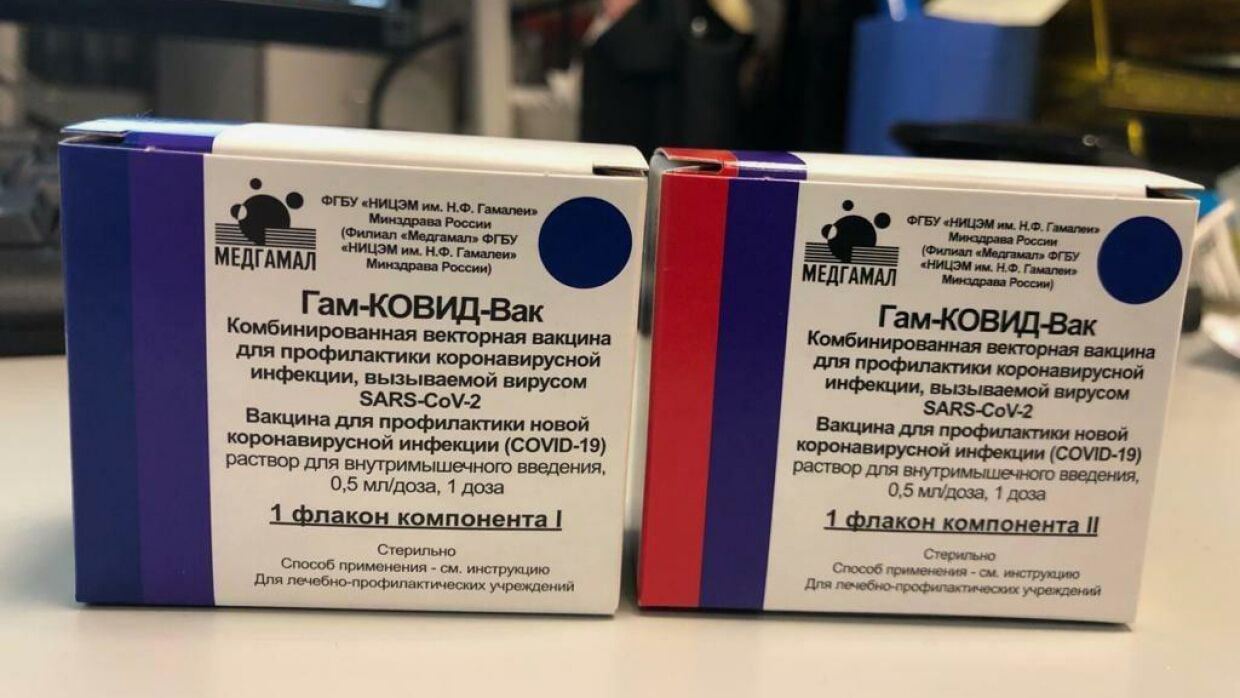 МЕДГАМАЛ
ФГБУ «НИЦЭМ им. Н.Ф. Гамалеи»
Минздрава России
(Филиал «Медгамал» ФГБУ
«НИЦЭМ им. Н.Ф. Гамалеи»
Минздрава России)
Гам-КОВИД-Вак
Комбинированная векторная вакцина
для профилактики коронавирусной
инфекции, вызываемой вирусом
SARS-CoV-2
Вакцина для профилактики новой
коронавирусной инфекции (COVID-19)
раствор для внутримышечного введения,
0,5 мл/доза, 1 доза
1 флакон компонента I
Стерильно
Способ применения - см. инструкцию
Для лечебно-профилактических учреждений
МЕДГАМАЛ
ФГБУ «НИЦЭМ им. Н.Ф. Гамалеи»
Минздрава России
(Филиал «Медгамал» ФГБУ
«НИЦЭМ им. Н.Ф. Гамалеи»
Минздрава России)
Гам-КОВИД-Вак
Комбинированная векторная вакцина
для профилактики коронавирусной
инфекции, вызываемой вирусом
SARS-CoV-2
Вакцина для профилактики новой
коронавирусной инфекции (COVID-19)
раствор для внутримышечного введения,
0,5 мл/доза, 1 доза
1 флакон компонента II
Стерильно
Способ применения - см. инструкцию
Для лечебно-профилактических учреждений